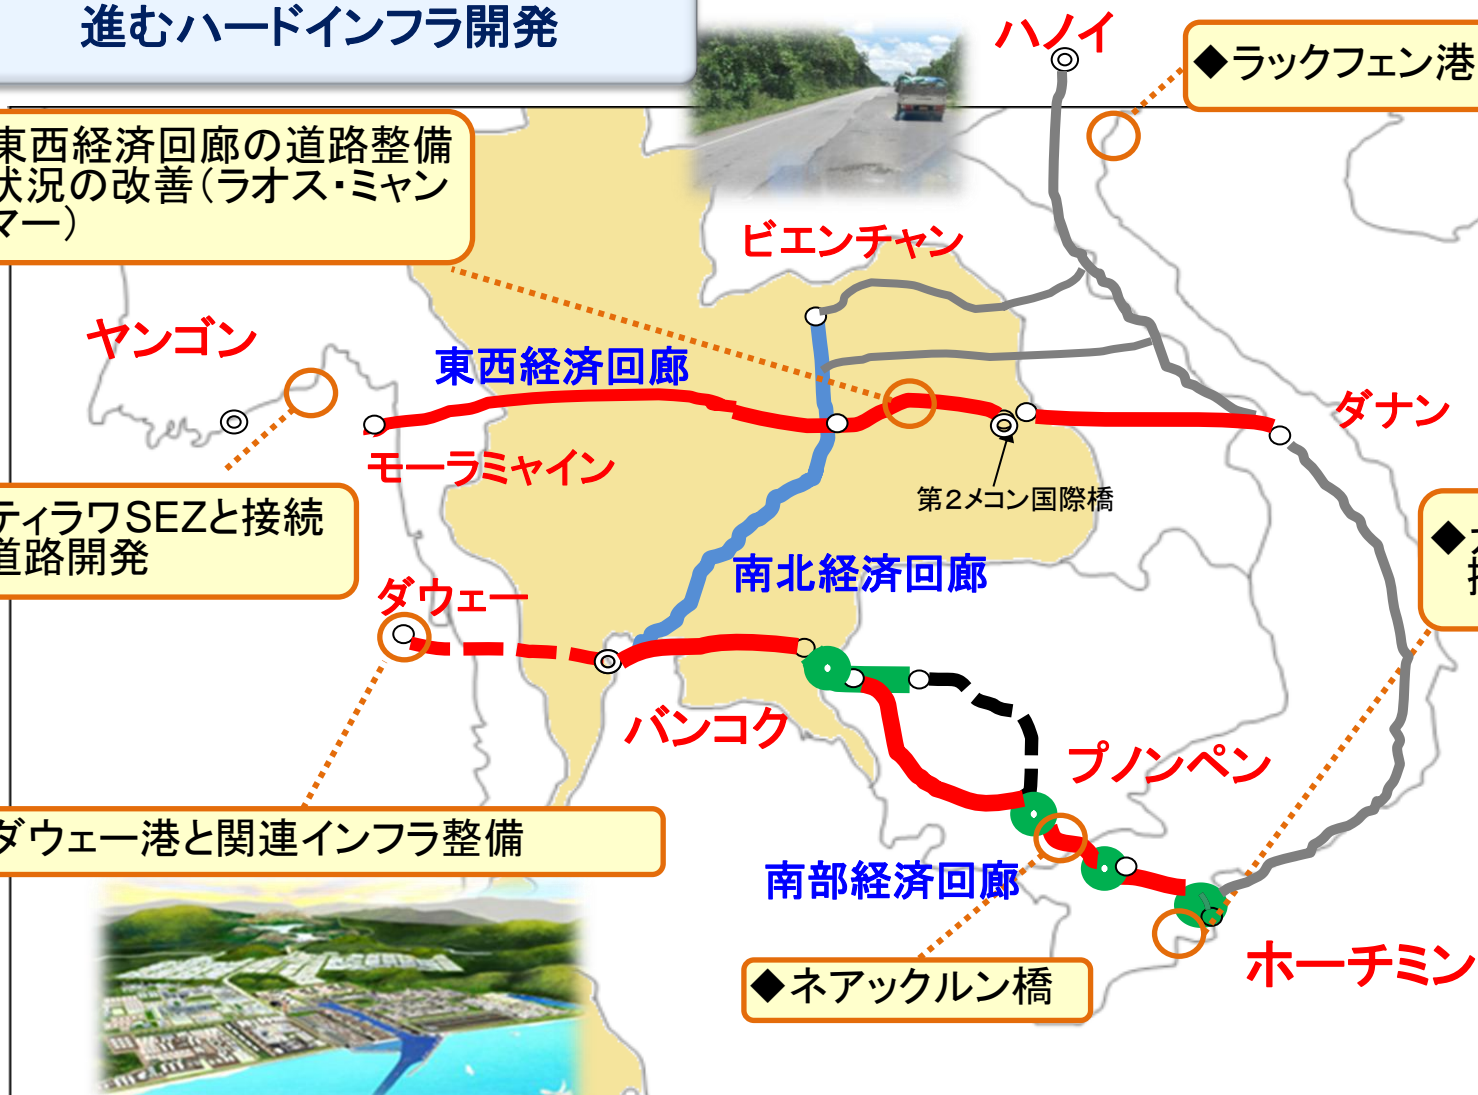 進むハードインフラ開発
ハノイ
◆ラックフェン港
東西経済回廊の道路整備
状況の改善(ラオス・ミャン
マー)
ビエンチャン
ヤンゴン
東西経済回廊
ダナン
モーラミャイン
第2メコン国際橋
ティラワSEZと接続
道路開発
南北経済回廊
◆
ダウェー
バンコク
プノンペン
ダウェー港と関連インフラ整備
南部経済回廊
ホーチミン
◆ネアックルン橋